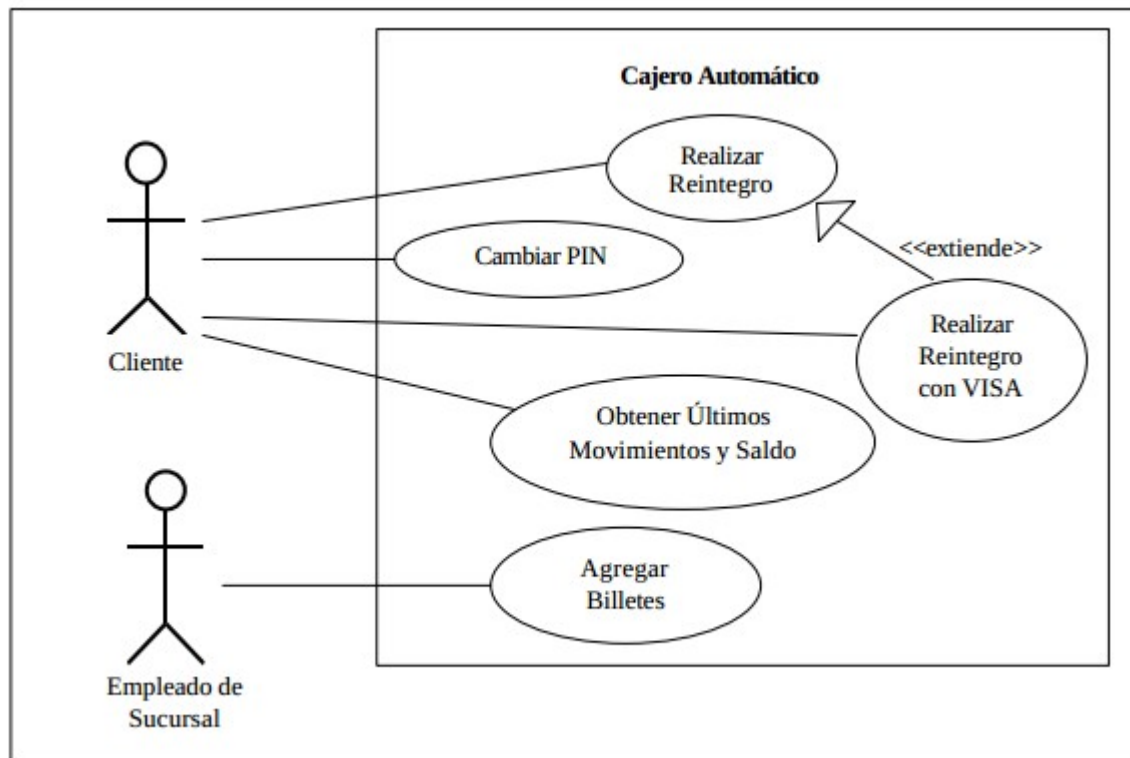 Cajero Automático
Realizar
Reintegro
Cambiar PIN
<<extiende>>
Realizar
Reintegro
con VISA
Cliente
Obtener Últimos
Movimientos y Saldo
Agregar
Billetes
Empleado de
Sucursal